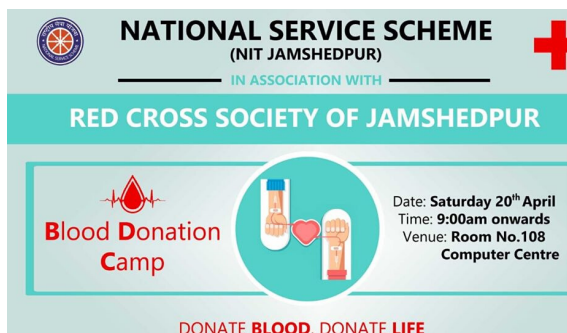 NATIONAL SERVICE SCHEME
(NIT JAMSHEDPUR)
IN ASSOCIATION WITH
RED CROSS SOCIETY OF JAMSHEDPUR
Blood Donation
Camp
Date: Saturday 20th April
Time: 9:00am onwards
Venue: Room No.108
Computer Centre
DONATE BLOOD, DONATE LIFE